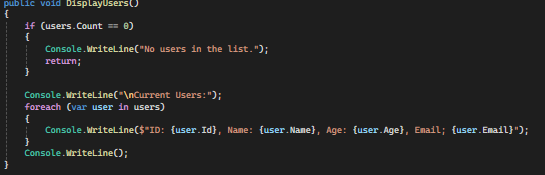 public void DisplayUsers()
{
    if (users.Count == 0)
    {
        Console.WriteLine("No users in the list.");
        return;
    }

    Console.WriteLine("\nCurrent Users:");
    foreach (var user in users)
    {
        Console.WriteLine($"ID: {user.Id}, Name: {user.Name}, Age: {user.Age}, Email; {user.Email}");
    }
    Console.WriteLine();
}